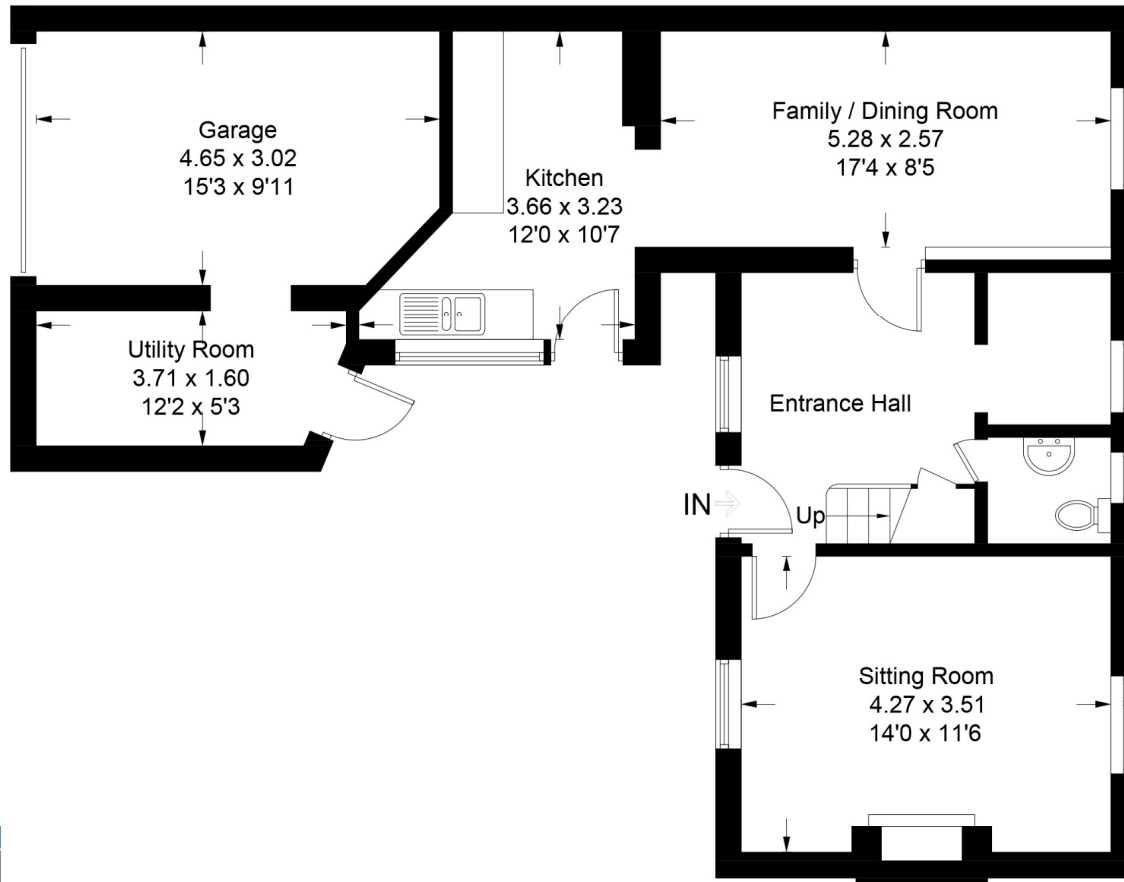 Garage
4.65 x 3.02
15'3 x 9'11
Kitchen
3.66 x 3.23
12'0 x 10'7
Family / Dining Room
5.28 x 2.57
17'4 x 8'5
Utility Room
3.71 x 1.60
12'2 x 5'3
Entrance Hall
IN
Up
Sitting Room
4.27 x 3.51
14'0 x 11'6